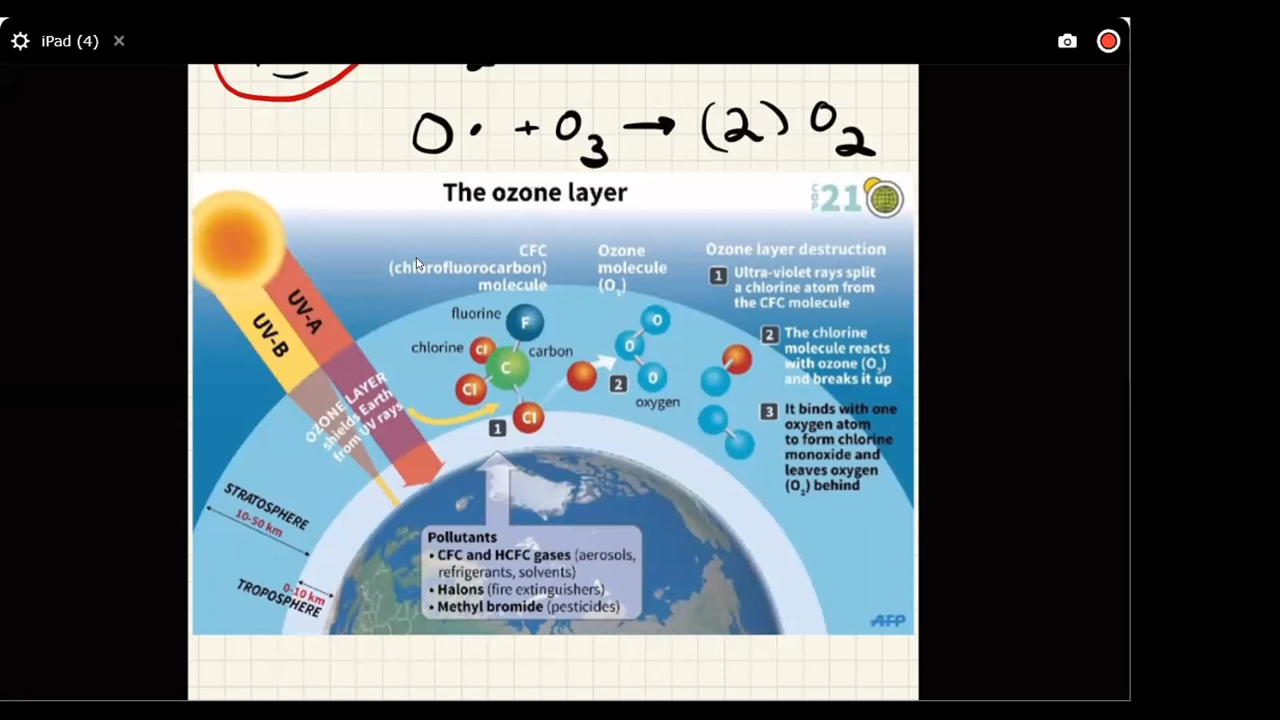 iPad (4)
O• + O3 → (2) O2
The ozone layer
COP 21
CFC
(chlorofluorocarbon)
molecule
Ozone
molecule
(O3)
Ozone layer destruction
1 Ultra-violet rays split
a chlorine atom from
the CFC molecule
2 The chlorine
molecule reacts
with ozone (O3)
and breaks it up
3 It binds with one
oxygen atom
to form chlorine
monoxide and
leaves oxygen
(O2) behind
UV-A
UV-B
OZONE LAYER
shields Earth
from UV rays
fluorine
F
chlorine
Cl
carbon
C
Cl
Cl
1
2
O
O
O
oxygen
STRATOSPHERE
10-50 km
0-10 km
TROPOSPHERE
Pollutants
• CFC and HCFC gases (aerosols,
refrigerants, solvents)
• Halons (fire extinguishers)
• Methyl bromide (pesticides)
AFP